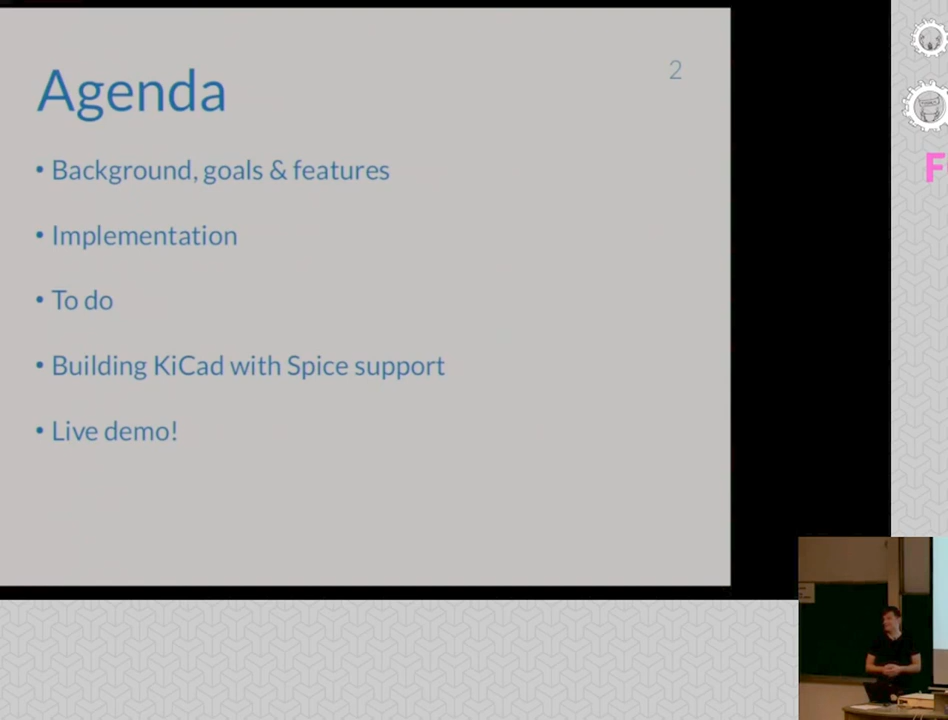 2
Agenda
• Background, goals & features
• Implementation
• To do
• Building KiCad with Spice support
• Live demo!
F